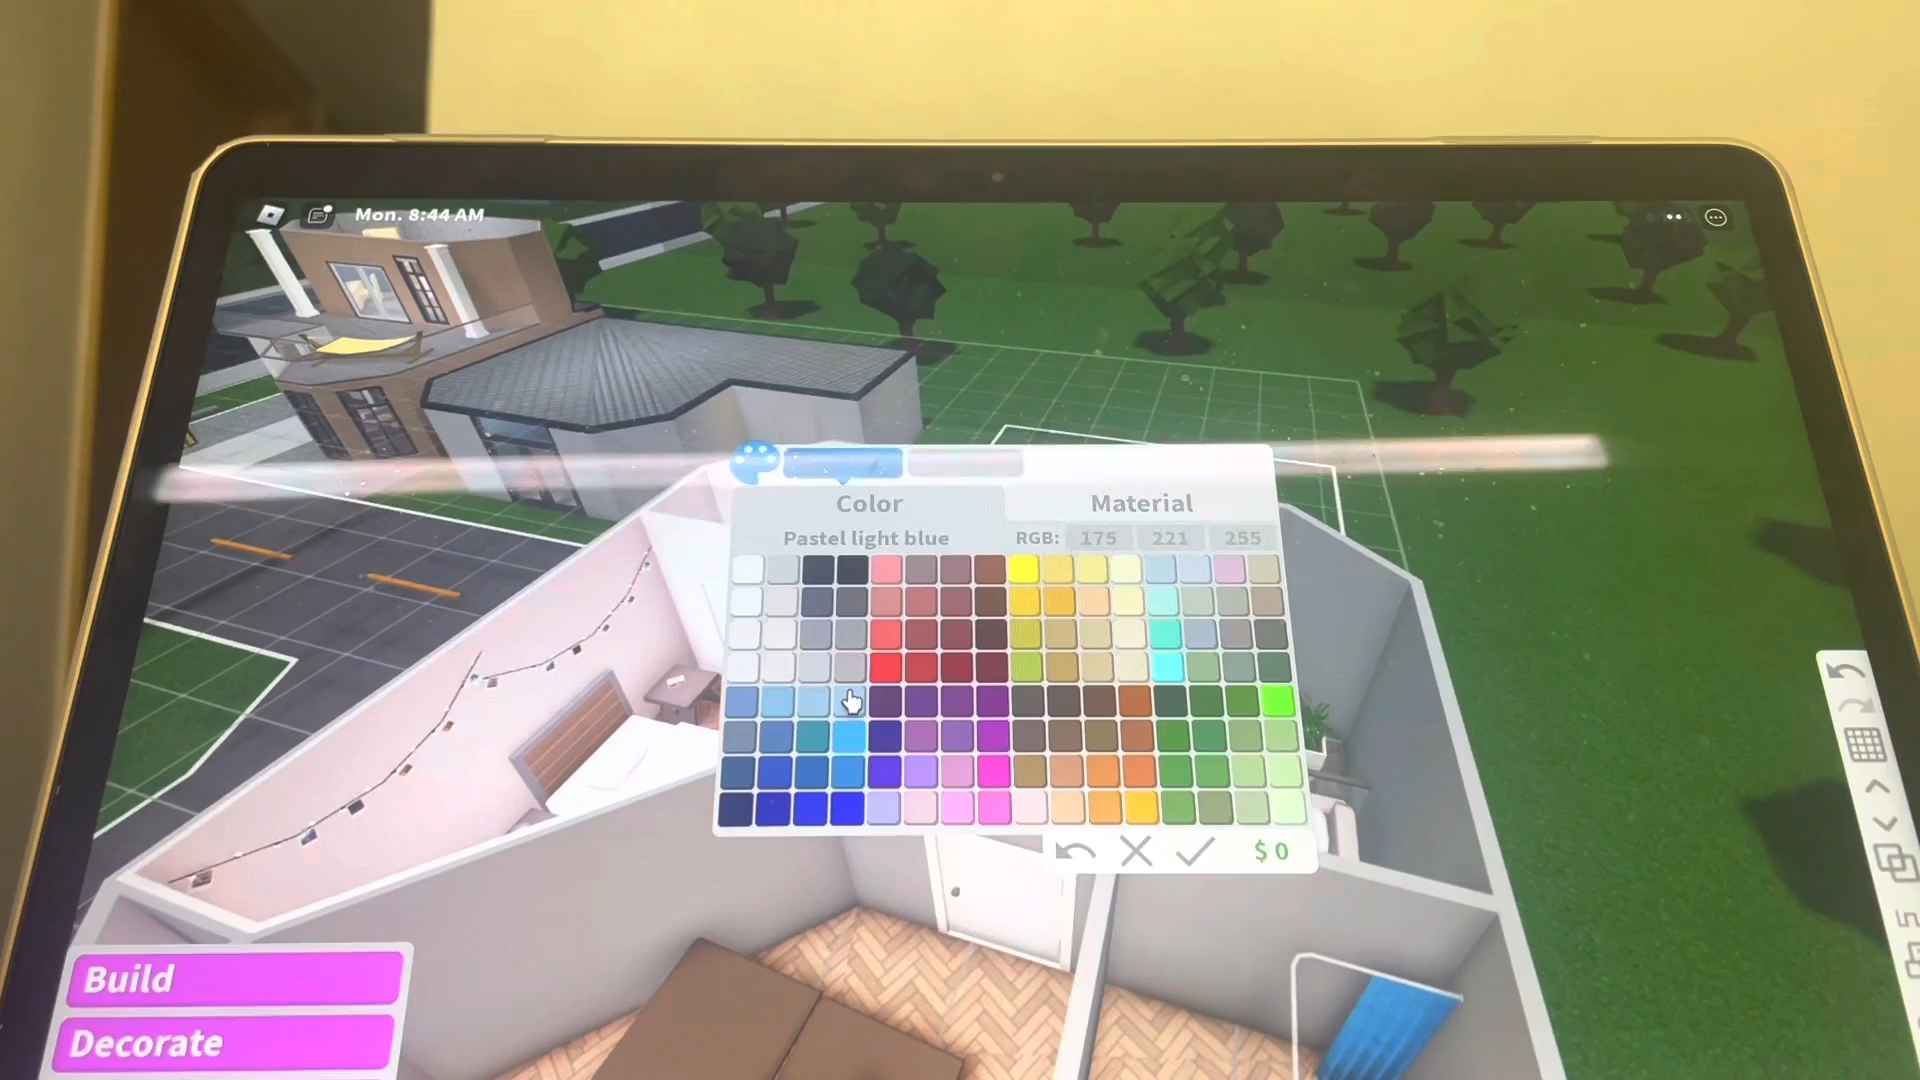 Mon. 8:44 AM
Color
Material
Pastel light blue
RGB: 175 221 255
$ 0
Build
Decorate